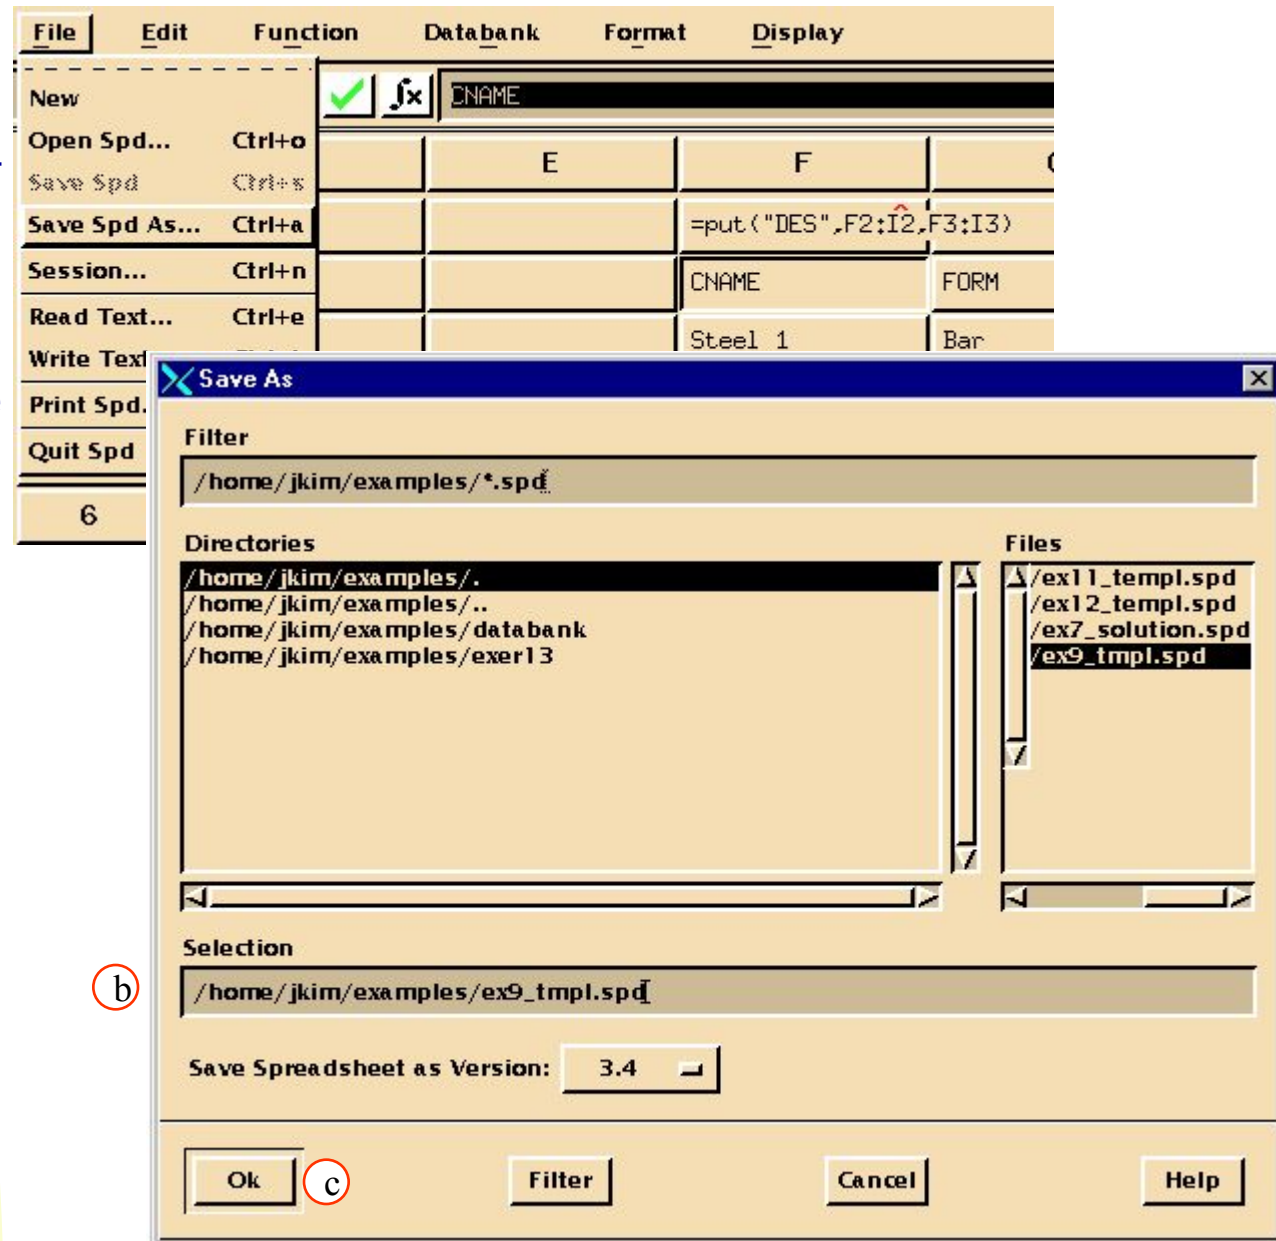 File Edit Function Databank Format Display
New
CNAME
Open Spd... Ctrl+o
E F
Save Spd Ctrl+s
Save Spd As... Ctrl+a
=put("DES",F2:I2,F3:I3)
Session... Ctrl+n
CNAME FORM
Read Text... Ctrl+e
Steel 1 Bar
Write Text
Print Spd.
Quit Spd
6
Save As
Filter
/home/jkim/examples/*.spd
Directories Files
/home/jkim/examples/. /ex11_templ.spd
/home/jkim/examples/.. /ex12_templ.spd
/home/jkim/examples/databank /ex7_solution.spd
/home/jkim/examples/exer13 /ex9_tmpl.spd
Selection
b /home/jkim/examples/ex9_tmpl.spd
Save Spreadsheet as Version: 3.4
Ok c Filter Cancel Help